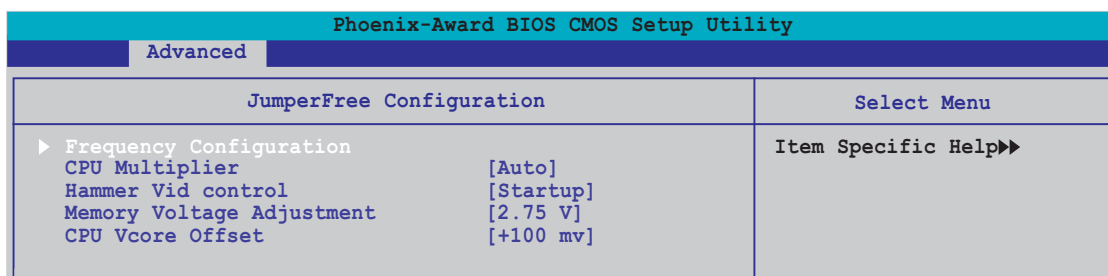 Phoenix-Award BIOS CMOS Setup Utility
Advanced
JumperFree Configuration
Select Menu
Frequency Configuration
Item Specific Help
CPU Multiplier [Auto]
Hammer Vid control [Startup]
Memory Voltage Adjustment [2.75 V]
CPU Vcore Offset [+100 mv]